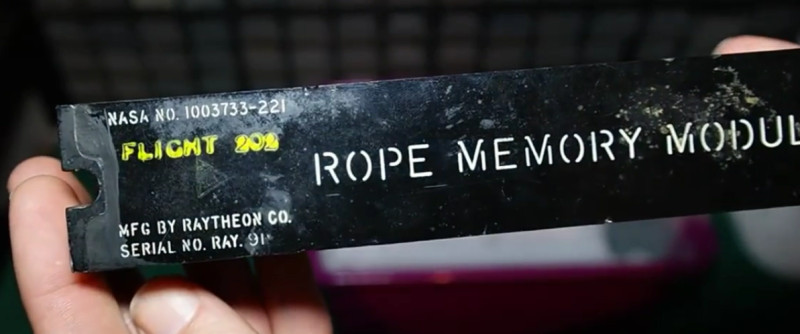 NASA NO. 1003733-221
FLIGHT 202
ROPE MEMORY MODUL
MFG BY RAYTHEON CO.
SERIAL NO. RAY. 91